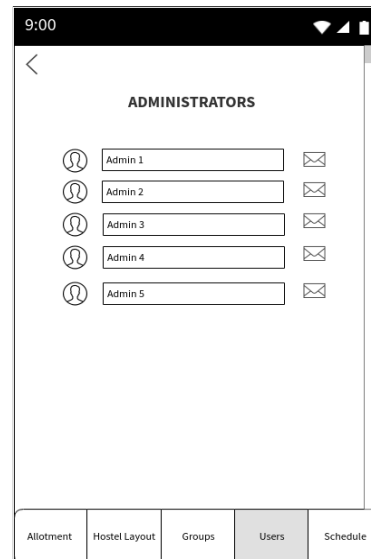 9:00
ADMINISTRATORS
Admin 1
Admin 2
Admin 3
Admin 4
Admin 5
Allotment Hostel Layout Groups Users Schedule